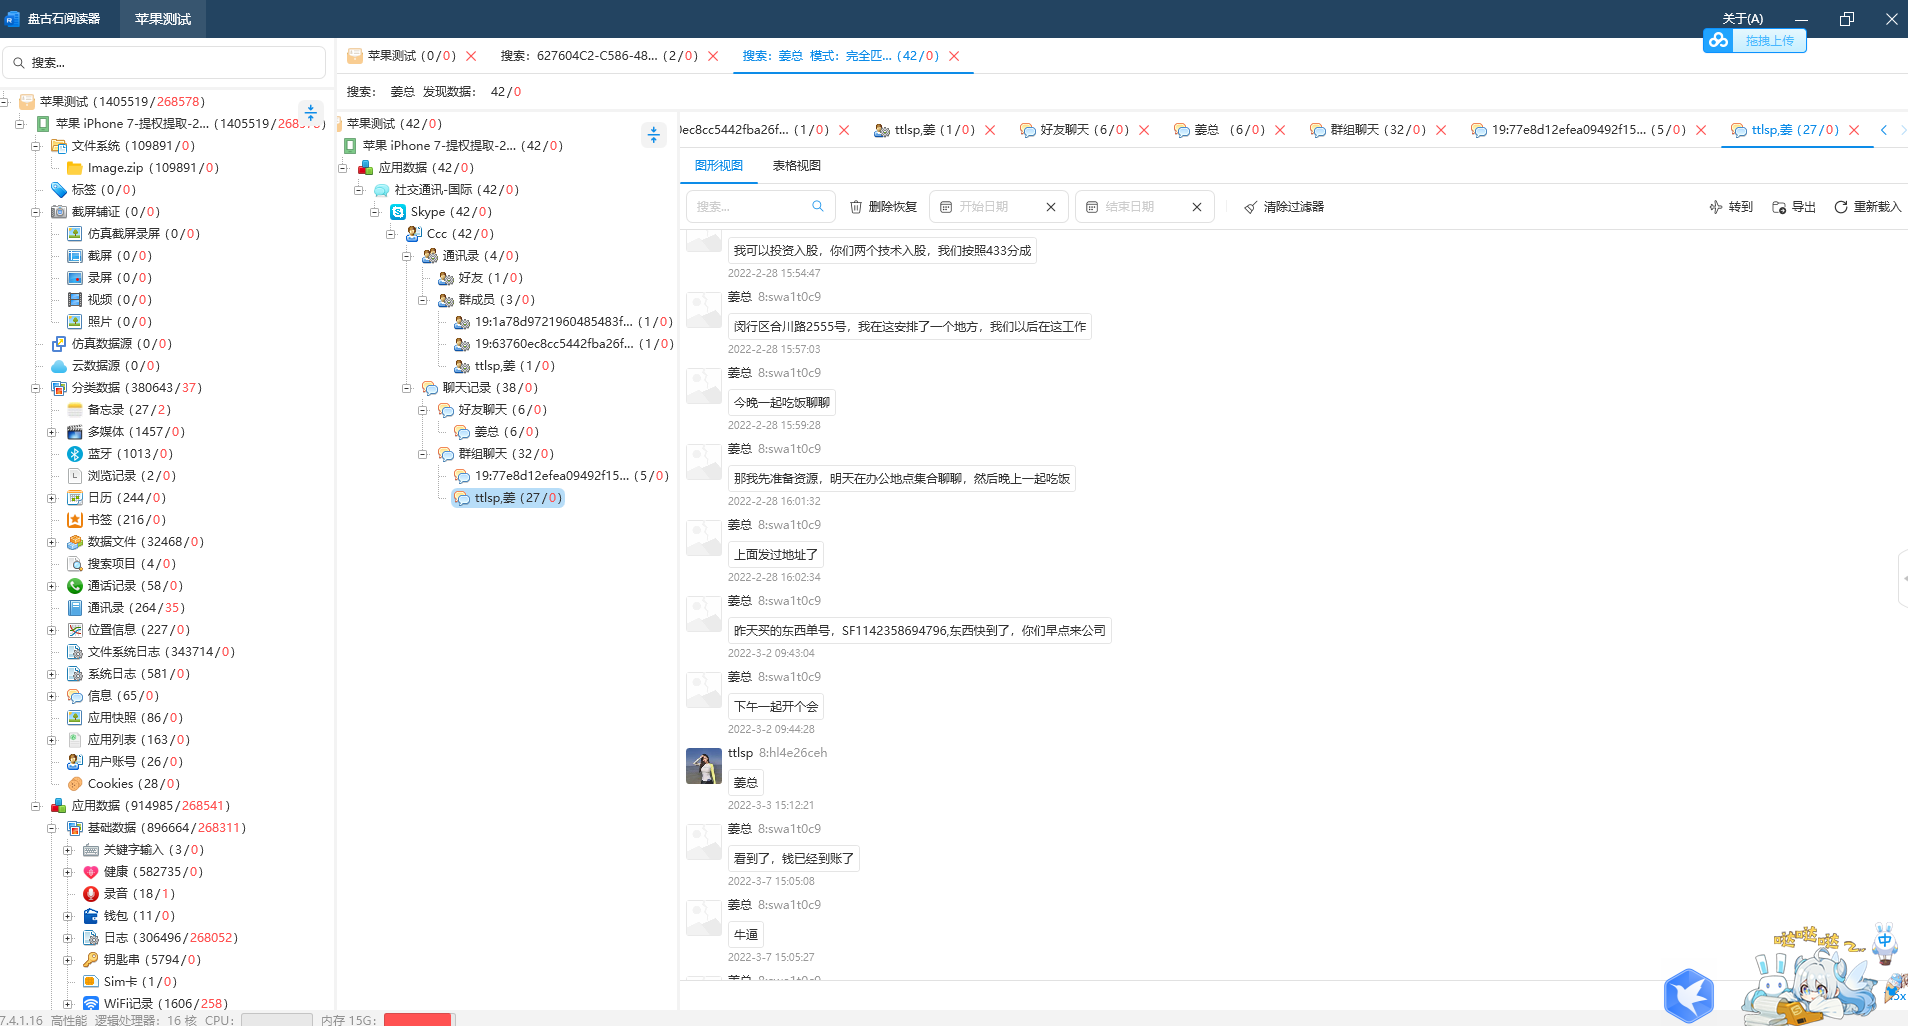 盘古石阅读器 苹果测试 关于(A)
拖拽上传
搜索...
苹果测试 (0/0) 搜索：627604C2-C586-48... (2/0) 搜索：姜总 模式：完全匹... (42/0)
搜索： 姜总 发现数据： 42/0
苹果测试 (1405519/268578)
苹果 iPhone 7-提权提取-2... (1405519/268578)
文件系统 (109891/0)
Image.zip (109891/0)
标签 (0/0)
截屏辅证 (0/0)
仿真截屏录屏 (0/0)
截屏 (0/0)
录屏 (0/0)
视频 (0/0)
照片 (0/0)
仿真数据源 (0/0)
云数据源 (0/0)
分类数据 (380643/37)
备忘录 (27/2)
多媒体 (1457/0)
蓝牙 (1013/0)
浏览记录 (2/0)
日历 (244/0)
书签 (216/0)
数据文件 (32468/0)
搜索项目 (4/0)
通话记录 (58/0)
通讯录 (264/35)
位置信息 (227/0)
文件系统日志 (343714/0)
系统日志 (581/0)
信息 (65/0)
应用快照 (86/0)
应用列表 (163/0)
用户账号 (26/0)
Cookies (28/0)
应用数据 (914985/268541)
基础数据 (896664/268311)
关键字输入 (3/0)
健康 (582735/0)
录音 (18/1)
钱包 (11/0)
日志 (306496/268052)
钥匙串 (5794/0)
Sim卡 (1/0)
WiFi记录 (1606/258)
苹果测试 (42/0)
苹果 iPhone 7-提权提取-2... (42/0)
应用数据 (42/0)
社交通讯-国际 (42/0)
Skype (42/0)
Ccc (42/0)
通讯录 (4/0)
好友 (1/0)
群成员 (3/0)
19:1a78d9721960485483f... (1/0)
19:63760ec8cc5442fba26f... (1/0)
ttlsp,姜 (1/0)
聊天记录 (38/0)
好友聊天 (6/0)
姜总 (6/0)
群组聊天 (32/0)
19:77e8d12efea09492f15... (5/0)
ttlsp,姜 (27/0)
0ec8cc5442fba26f... (1/0) ttlsp,姜 (1/0) 好友聊天 (6/0) 姜总 (6/0) 群组聊天 (32/0) 19:77e8d12efea09492f15... (5/0) ttlsp,姜 (27/0)
图形视图 表格视图
搜索... 删除恢复 开始日期 结束日期 清除过滤器 转到 导出 重新载入
我可以投资入股，你们两个技术入股，我们按照433分成
2022-2-28 15:54:47
姜总 8:swa1t0c9
闵行区合川路2555号，我在这安排了一个地方，我们以后在这工作
2022-2-28 15:57:03
姜总 8:swa1t0c9
今晚一起吃饭聊聊
2022-2-28 15:59:28
姜总 8:swa1t0c9
那我先准备资源，明天在办公地点集合聊聊，然后晚上一起吃饭
2022-2-28 16:01:32
姜总 8:swa1t0c9
上面发过地址了
2022-2-28 16:02:34
姜总 8:swa1t0c9
昨天买的东西单号，SF1142358694796,东西快到了，你们早点来公司
2022-3-2 09:43:04
姜总 8:swa1t0c9
下午一起开个会
2022-3-2 09:44:28
ttlsp 8:hl4e26ceh
姜总
2022-3-3 15:12:21
姜总 8:swa1t0c9
看到了，钱已经到账了
2022-3-7 15:05:08
姜总 8:swa1t0c9
牛逼
2022-3-7 15:05:27
姜总 8:swa1t0c9
哒哒哒
中
7.4.1.16 高性能 逻辑处理器：16 核 CPU： 内存 15G：